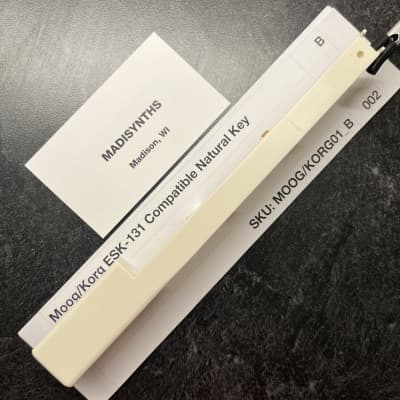 MADISYNTHS
Madison, WI
B
Moog/Korg ESK-131 Compatible Natural Key
SKU: MOOG/KORG01_B
002